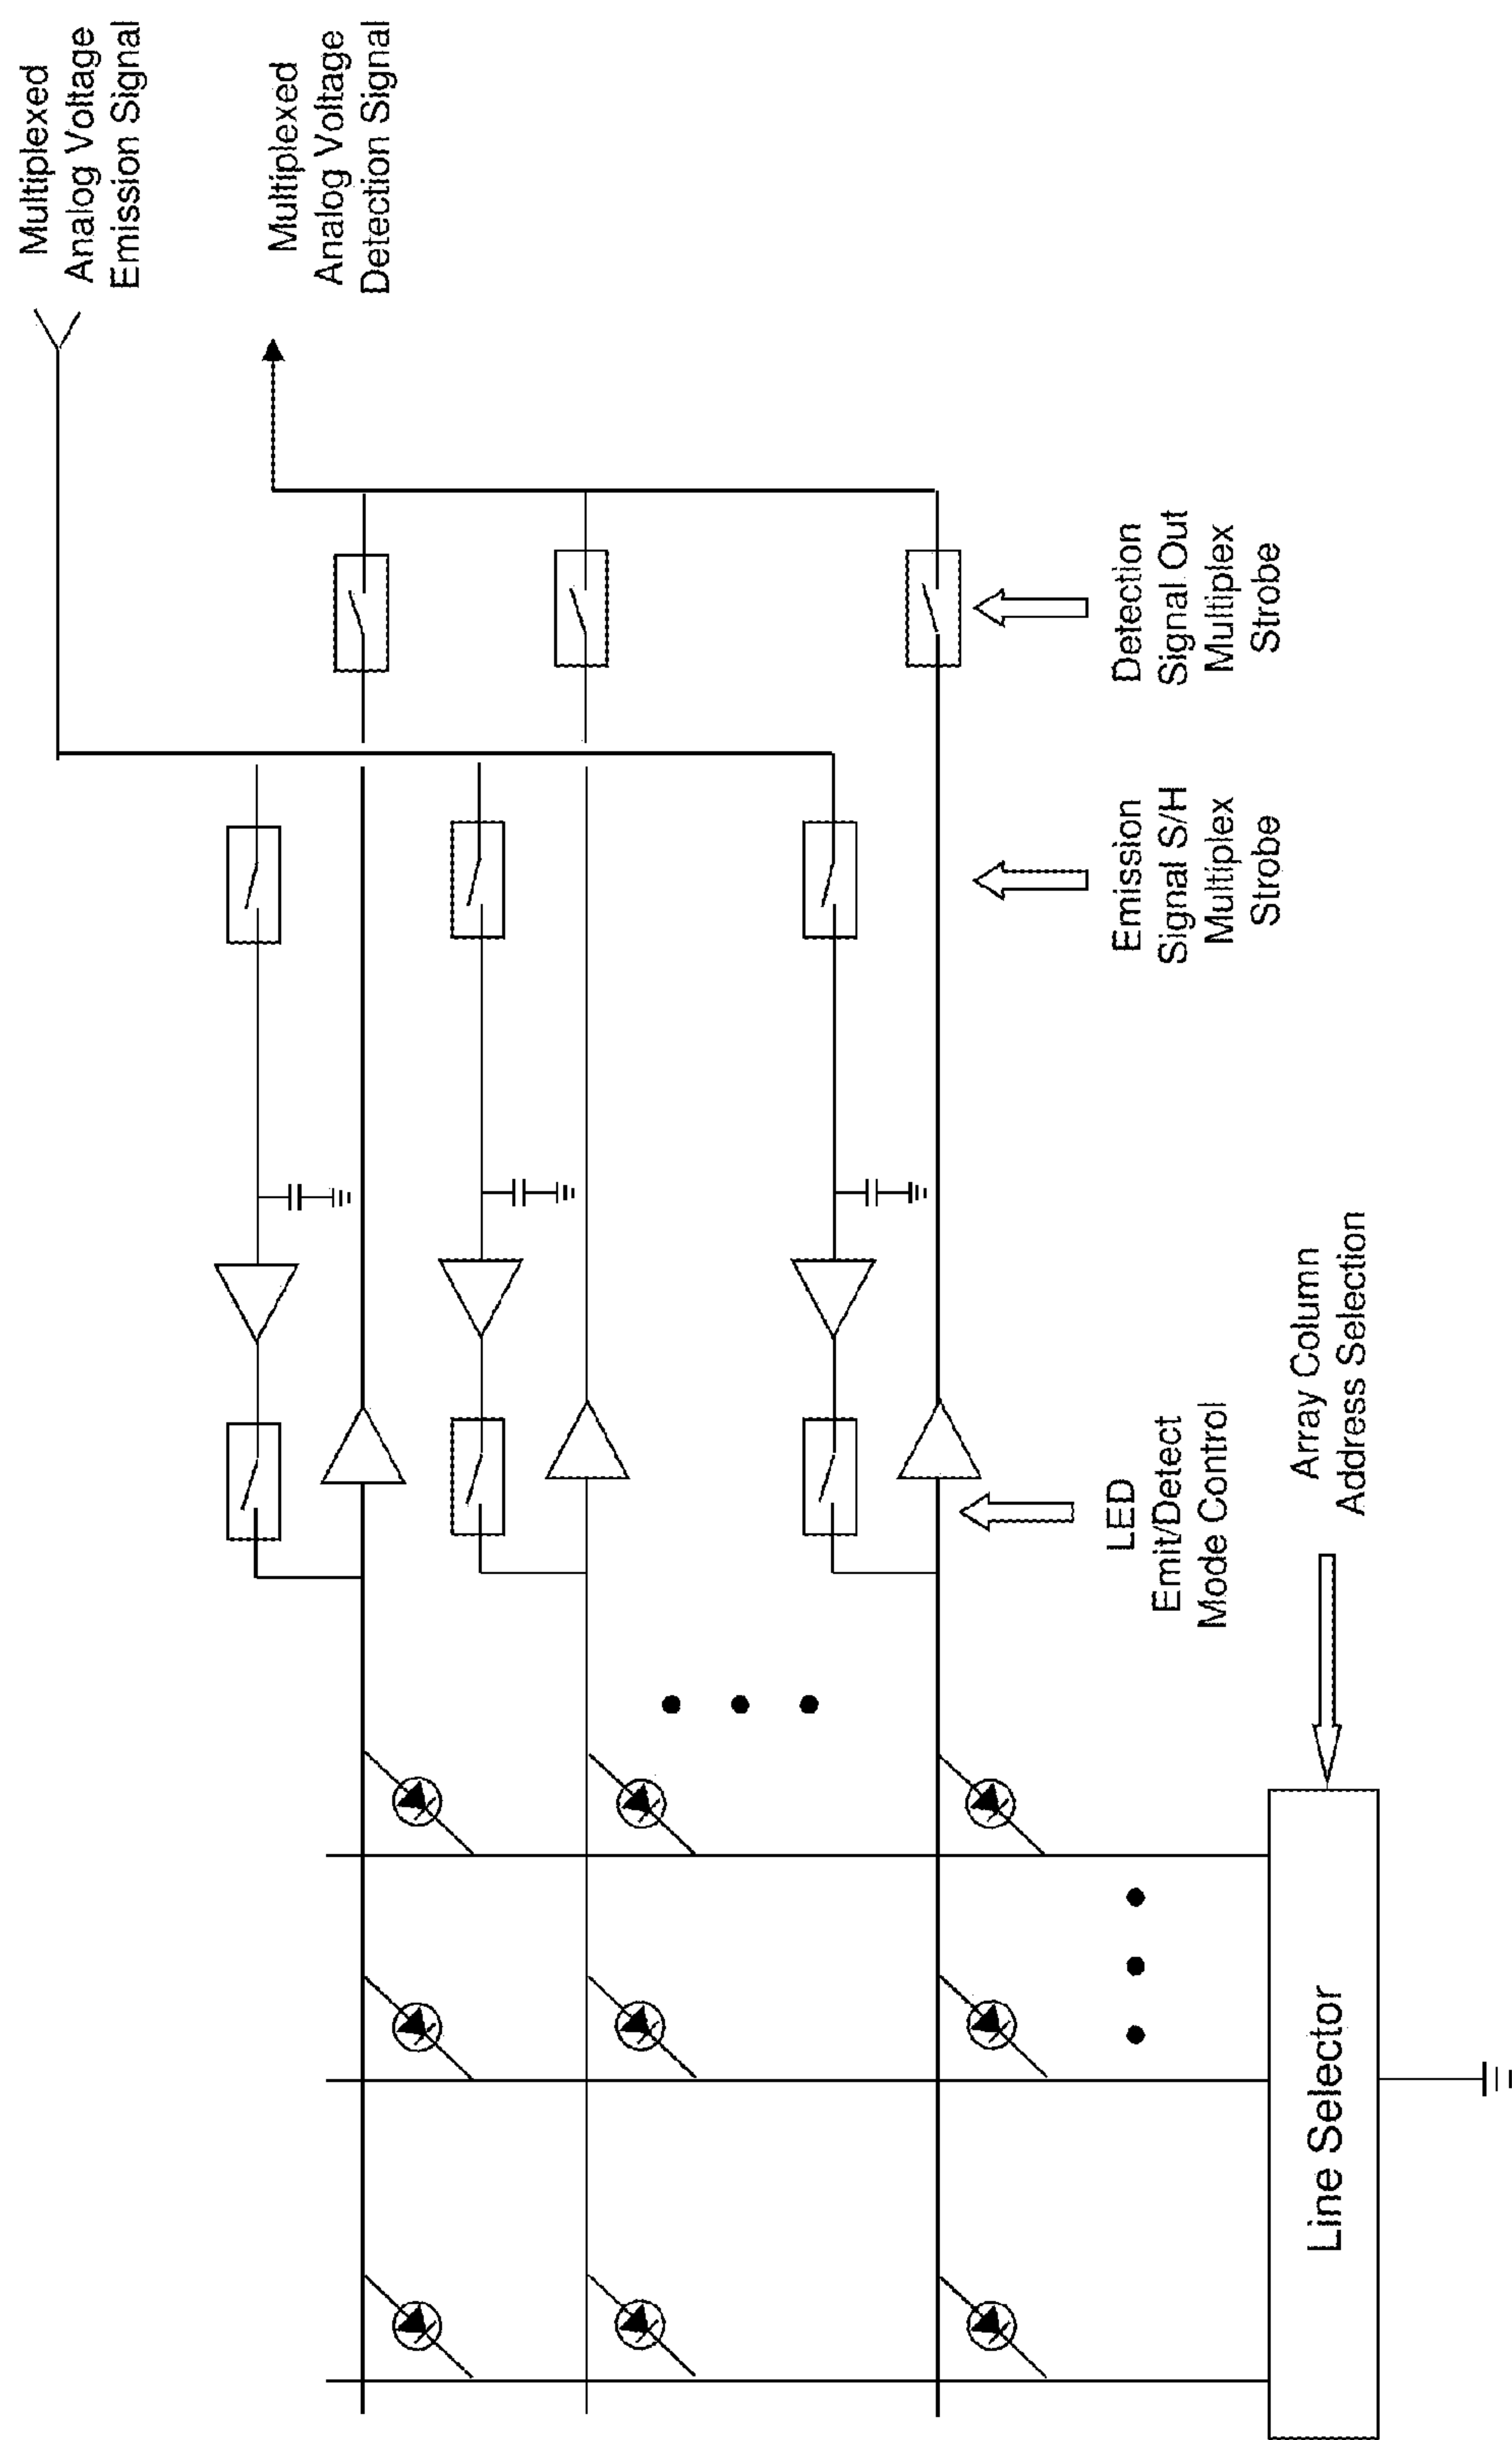 Multiplexed
Analog Voltage
Emission Signal
Multiplexed
Analog Voltage
Detection Signal
Detection
Signal Out
Multiplex
Strobe
Emission
Signal S/H
Multiplex
Strobe
LED
Emit/Detect
Mode Control
Array Column
Address Selection
Line Selector